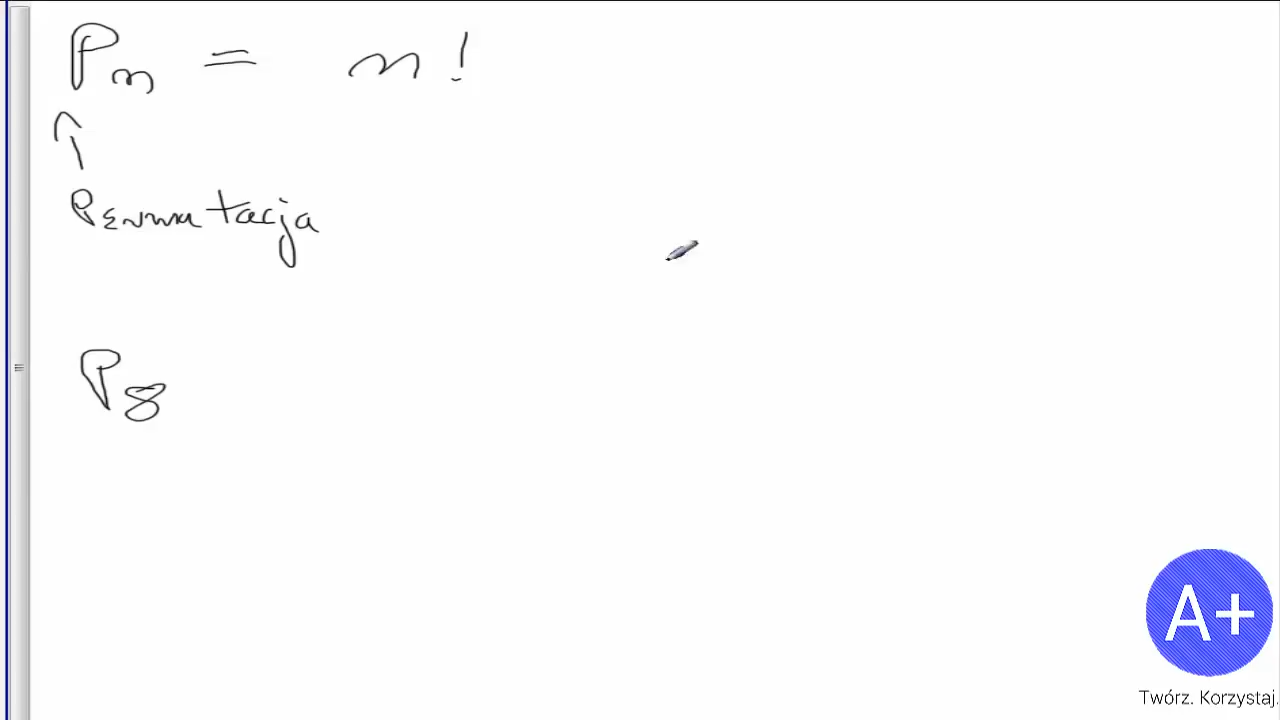 Pn = n!
↑
Permutacja
P8
A+
Twórz. Korzystaj.